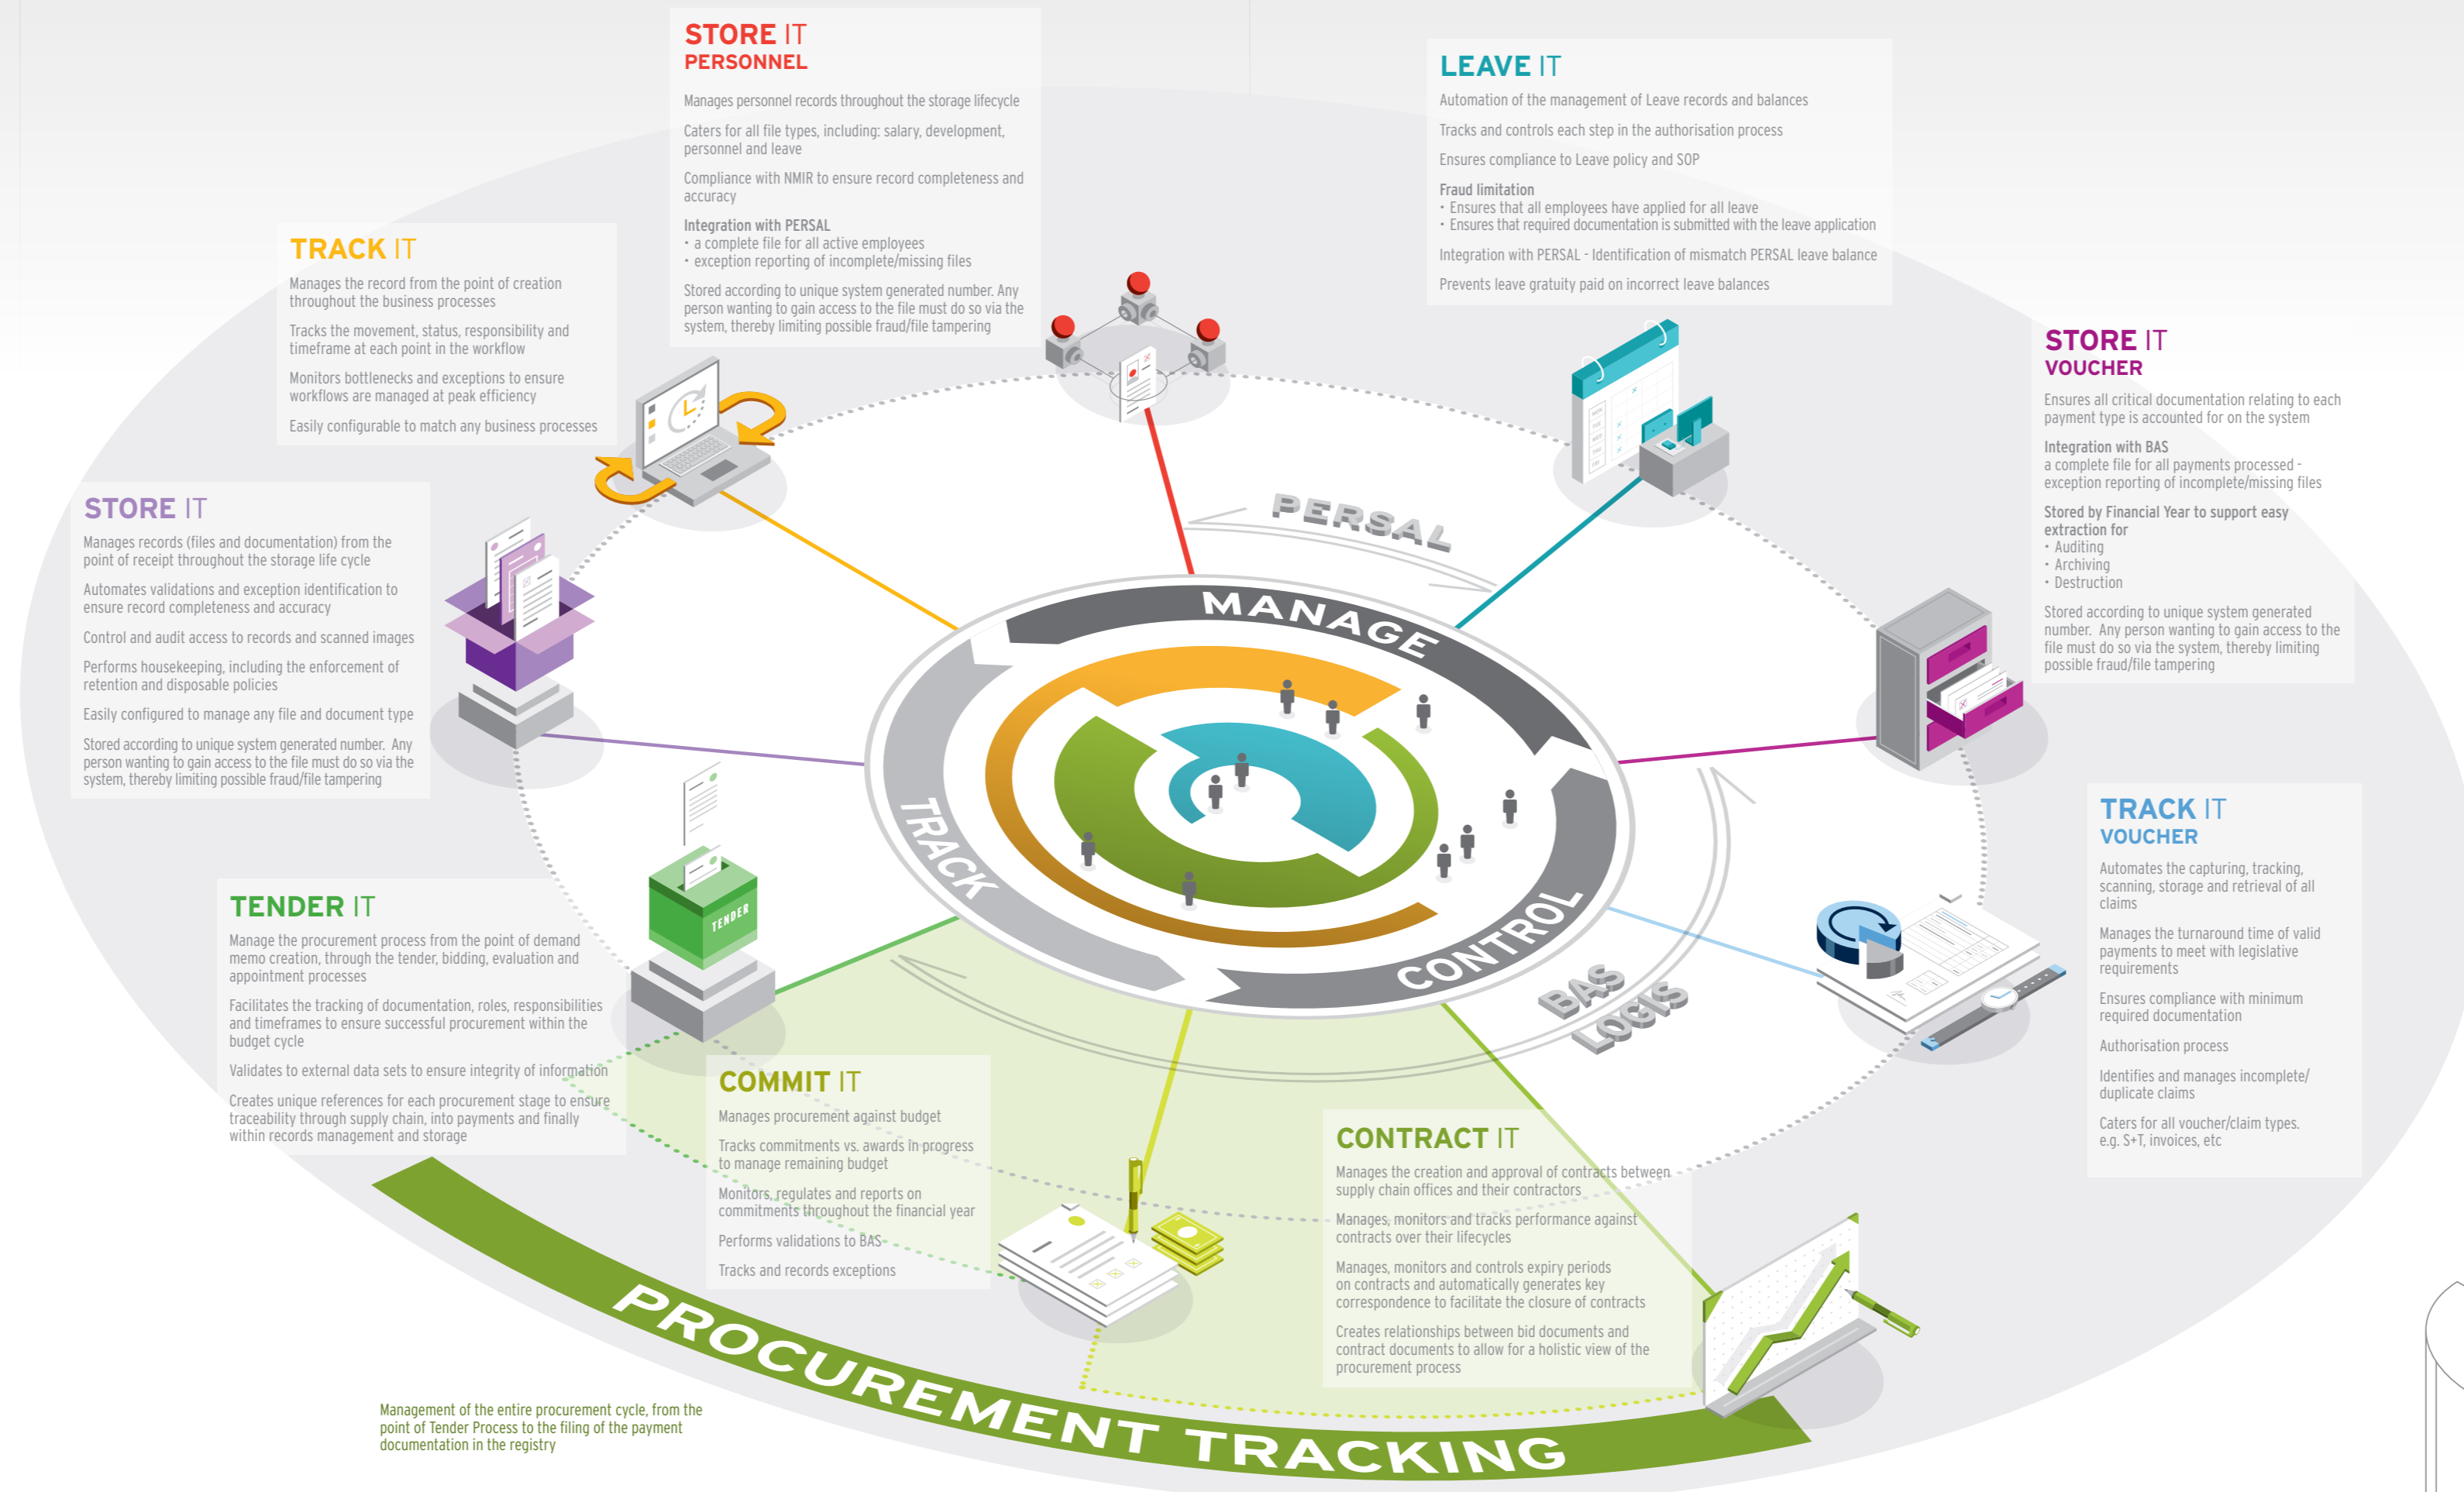 STORE IT
PERSONNEL
Manages personnel records throughout the storage lifecycle
Caters for all file types, including: salary, development,
personnel and leave
Compliance with NMIR to ensure record completeness and
accuracy
Integration with PERSAL
• a complete file for all active employees
• exception reporting of incomplete/missing files
Stored according to unique system generated number. Any
person wanting to gain access to the file must do so via the
system, thereby limiting possible fraud/file tampering
LEAVE IT
Automation of the management of Leave records and balances
Tracks and controls each step in the authorisation process
Ensures compliance to Leave policy and SOP
Fraud limitation
• Ensures that all employees have applied for all leave
• Ensures that required documentation is submitted with the leave application
Integration with PERSAL - Identification of mismatch PERSAL leave balance
Prevents leave gratuity paid on incorrect leave balances
TRACK IT
Manages the record from the point of creation
throughout the business processes
Tracks the movement, status, responsibility and
timeframe at each point in the workflow
Monitors bottlenecks and exceptions to ensure
workflows are managed at peak efficiency
Easily configurable to match any business processes
STORE IT
VOUCHER
Ensures all critical documentation relating to each
payment type is accounted for on the system
Integration with BAS
a complete file for all payments processed -
exception reporting of incomplete/missing files
Stored by Financial Year to support easy
extraction for
• Auditing
• Archiving
• Destruction
Stored according to unique system generated
number. Any person wanting to gain access to the
file must do so via the system, thereby limiting
possible fraud/file tampering
STORE IT
Manages records (files and documentation) from the
point of receipt throughout the storage life cycle
Automates validations and exception identification to
ensure record completeness and accuracy
Control and audit access to records and scanned images
Performs housekeeping, including the enforcement of
retention and disposable policies
Easily configured to manage any file and document type
Stored according to unique system generated number. Any
person wanting to gain access to the file must do so via the
system, thereby limiting possible fraud/file tampering
PERSAL
MANAGE
TRACK
CONTROL
BAS
LOGIS
TRACK IT
VOUCHER
Automates the capturing, tracking,
scanning, storage and retrieval of all
claims
Manages the turnaround time of valid
payments to meet with legislative
requirements
Ensures compliance with minimum
required documentation
Authorisation process
Identifies and manages incomplete/
duplicate claims
Caters for all voucher/claim types.
e.g. S+T, invoices, etc
TENDER
TENDER IT
Manage the procurement process from the point of demand
memo creation, through the tender, bidding, evaluation and
appointment processes
Facilitates the tracking of documentation, roles, responsibilities
and timeframes to ensure successful procurement within the
budget cycle
Validates to external data sets to ensure integrity of information
Creates unique references for each procurement stage to ensure
traceability through supply chain, into payments and finally
within records management and storage
COMMIT IT
Manages procurement against budget
Tracks commitments vs. awards in progress
to manage remaining budget
Monitors, regulates and reports on
commitments throughout the financial year
Performs validations to BAS
Tracks and records exceptions
CONTRACT IT
Manages the creation and approval of contracts between
supply chain offices and their contractors
Manages, monitors and tracks performance against
contracts over their lifecycles
Manages, monitors and controls expiry periods
on contracts and automatically generates key
correspondence to facilitate the closure of contracts
Creates relationships between bid documents and
contract documents to allow for a holistic view of the
procurement process
PROCUREMENT TRACKING
Management of the entire procurement cycle, from the
point of Tender Process to the filing of the payment
documentation in the registry